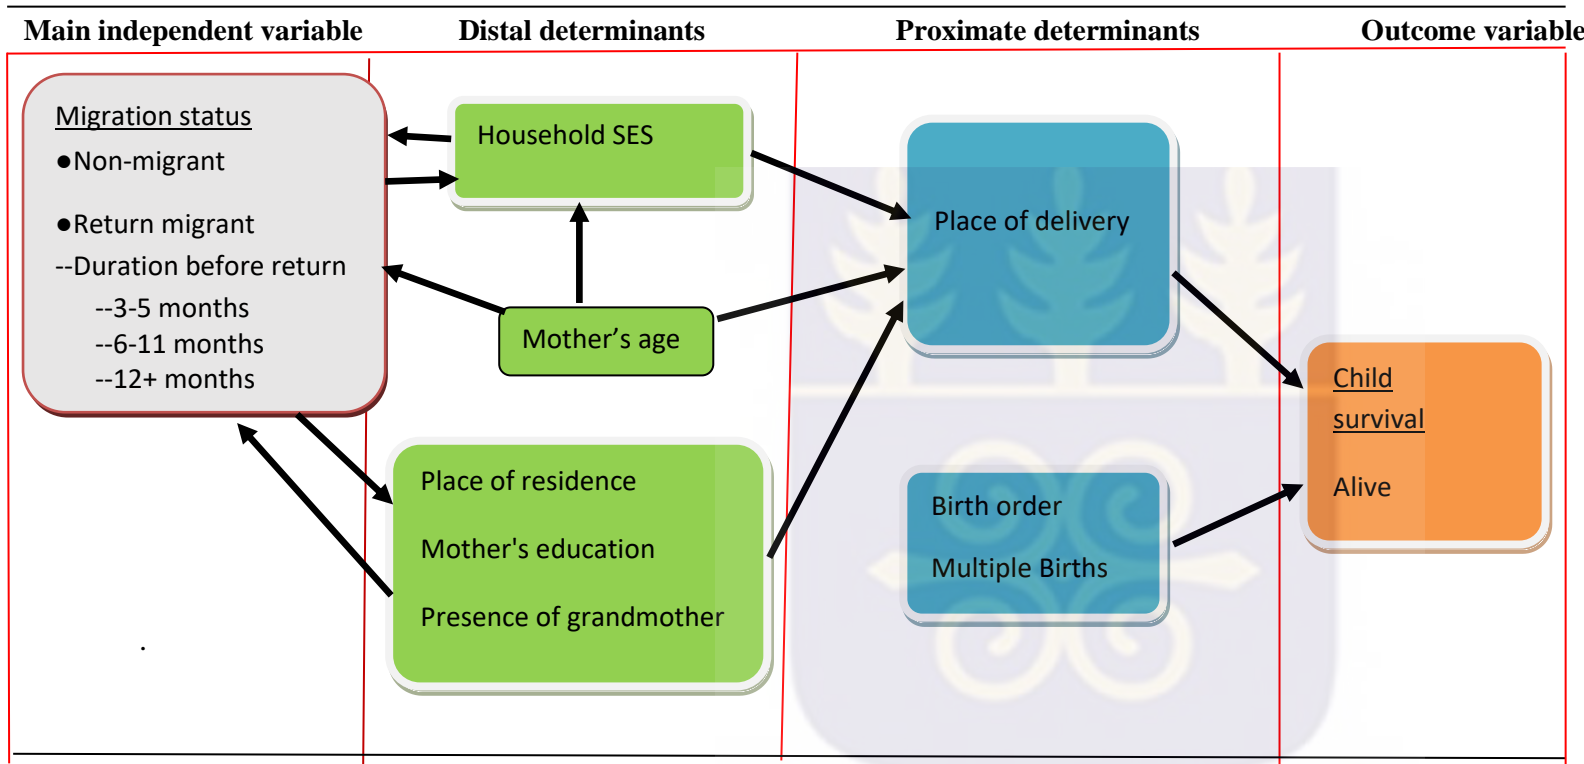 Main independent variable
Distal determinants
Proximate determinants
Outcome variable
Migration status
●Non-migrant
●Return migrant
--Duration before return
--3-5 months
--6-11 months
--12+ months
Household SES
Mother’s age
Place of residence
Mother's education
Presence of grandmother
Place of delivery
Birth order
Multiple Births
Child
survival
Alive
.